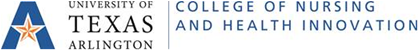 UNIVERSITY OF
TEXAS
ARLINGTON
COLLEGE OF NURSING
AND HEALTH INNOVATION